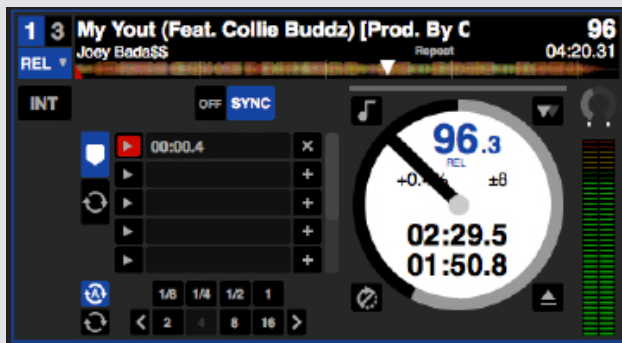 1 3 My Yout (Feat. Collie Buddz) [Prod. By C 96
REL Joey Bada$$ Repeat 04:20.31
INT OFF SYNC
00:00.4
96.3
REL
±8
02:29.5
01:50.8
1/8 1/4 1/2 1
2 4 8 16